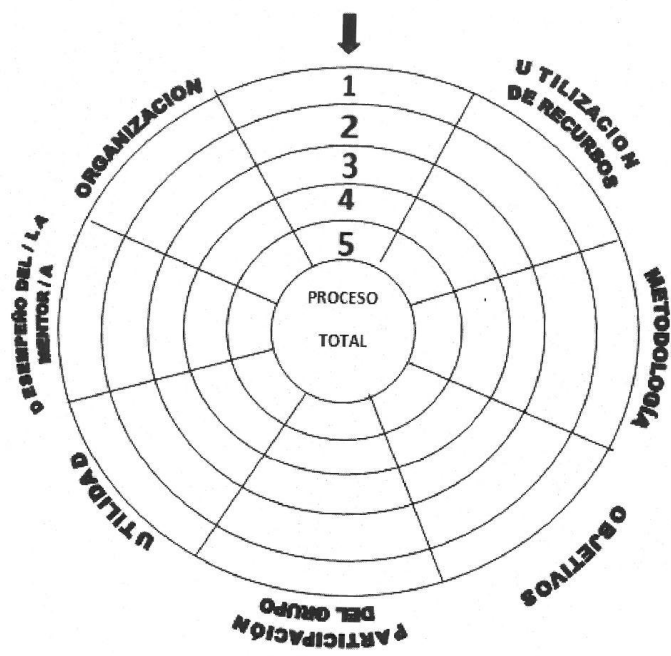 1
2
3
4
5
PROCESO
TOTAL
U TILIZACION
DE RECURSOS
METODOLOGÍA
OBJETIVOS
PARTICIPACIÓN
DEL GRUPO
UTILIDAD
DESEMPEÑO DEL / LA
MENTOR / A
ORGANIZACION